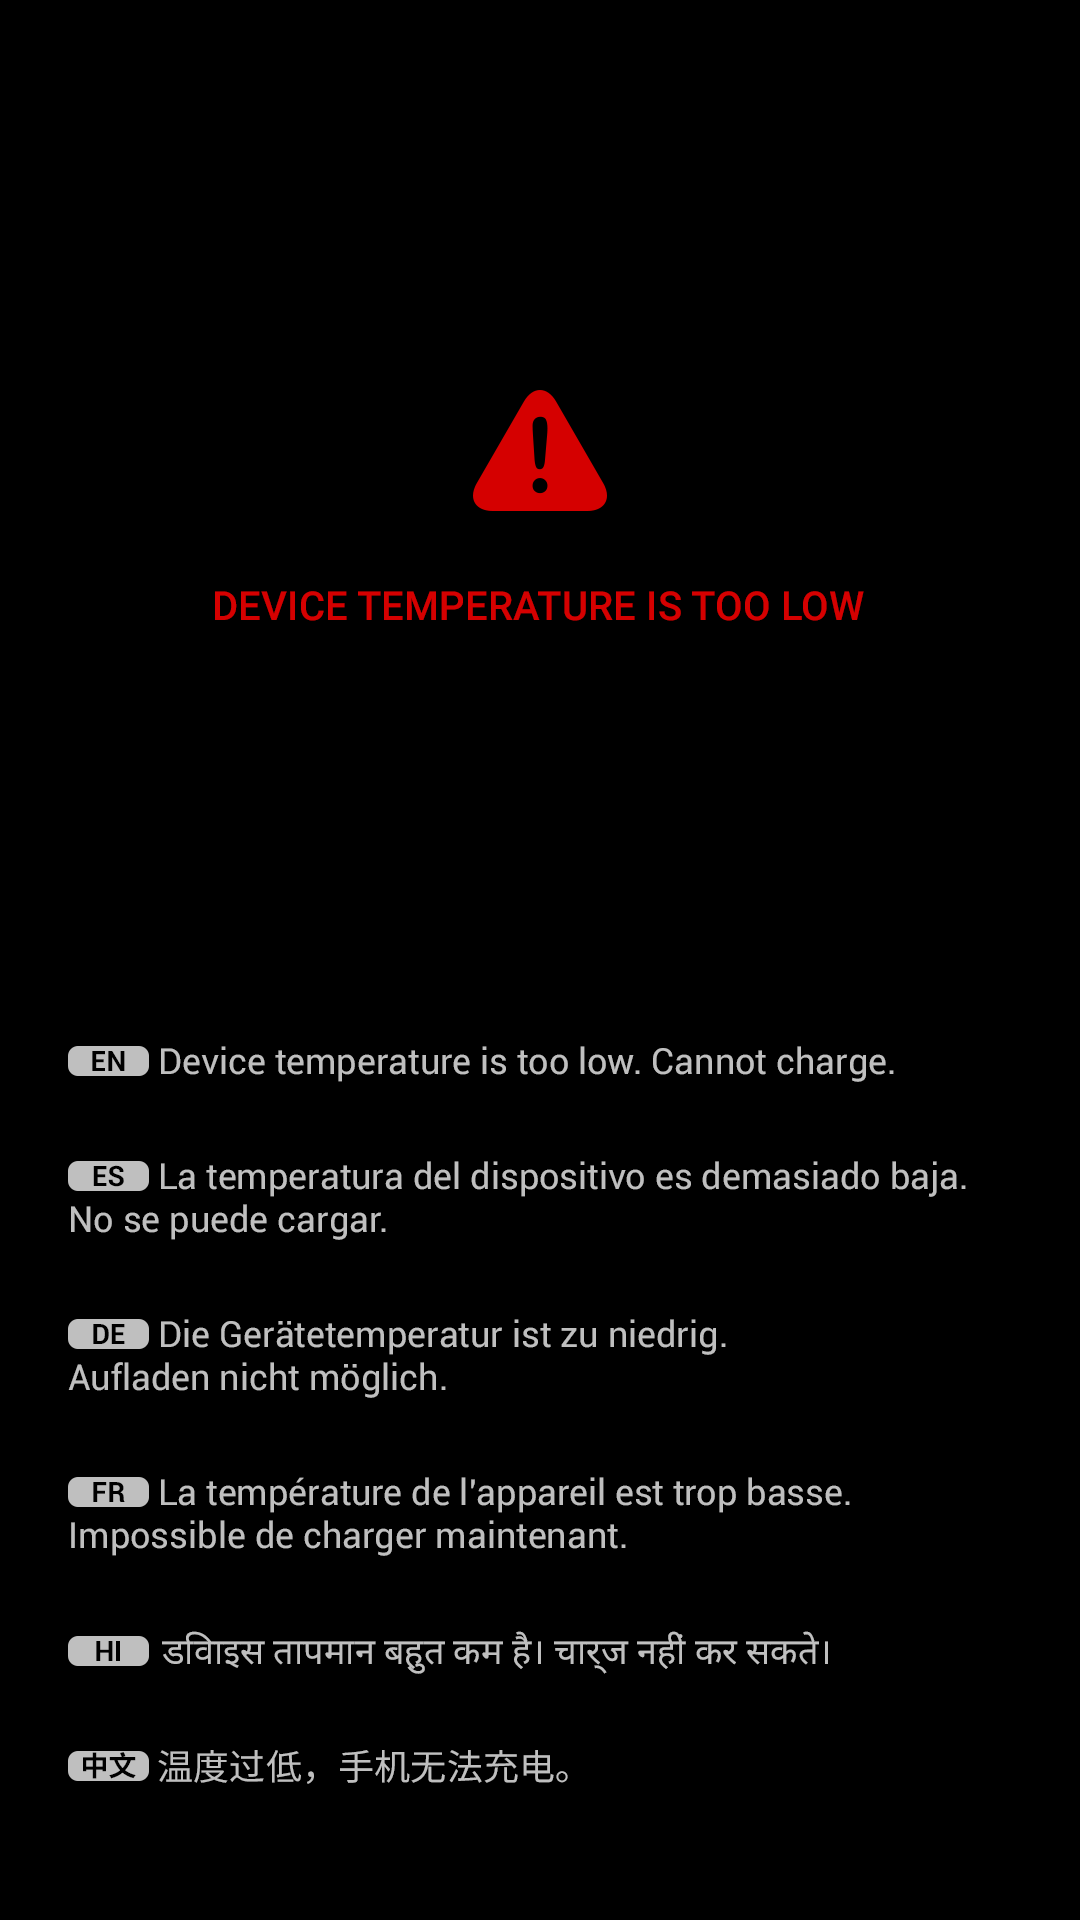 DEVICE TEMPERATURE IS TOO LOW
EN Device temperature is too low. Cannot charge.
ES La temperatura del dispositivo es demasiado baja.
No se puede cargar.
DE Die Gerätetemperatur ist zu niedrig.
Aufladen nicht möglich.
FR La température de l'appareil est trop basse.
Impossible de charger maintenant.
HI डिवाइस तापमान बहुत कम है। चार्ज नहीं कर सकते।
中文 温度过低，手机无法充电。